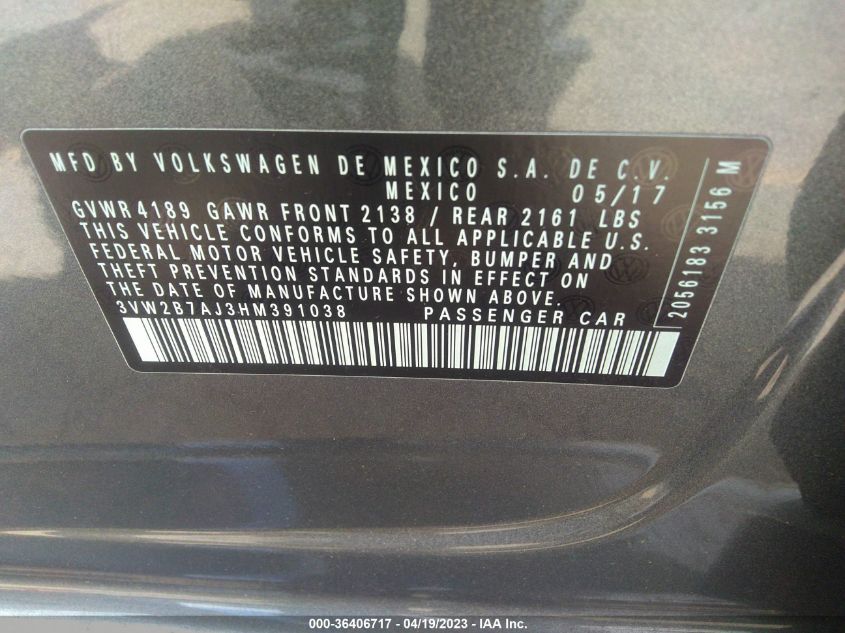 MFD BY VOLKSWAGEN DE MEXICO S.A. DE C.V.
MEXICO 05/17
GVWR 4189 GAWR FRONT 2138 / REAR 2161 LBS
THIS VEHICLE CONFORMS TO ALL APPLICABLE U.S.
FEDERAL MOTOR VEHICLE SAFETY, BUMPER AND
THEFT PREVENTION STANDARDS IN EFFECT ON
THE DATE OF MANUFACTURE SHOWN ABOVE.
3VW2B7AJ3HM391038 PASSENGER CAR
2056183 3156 M
000-36406717 - 04/19/2023 - IAA Inc.